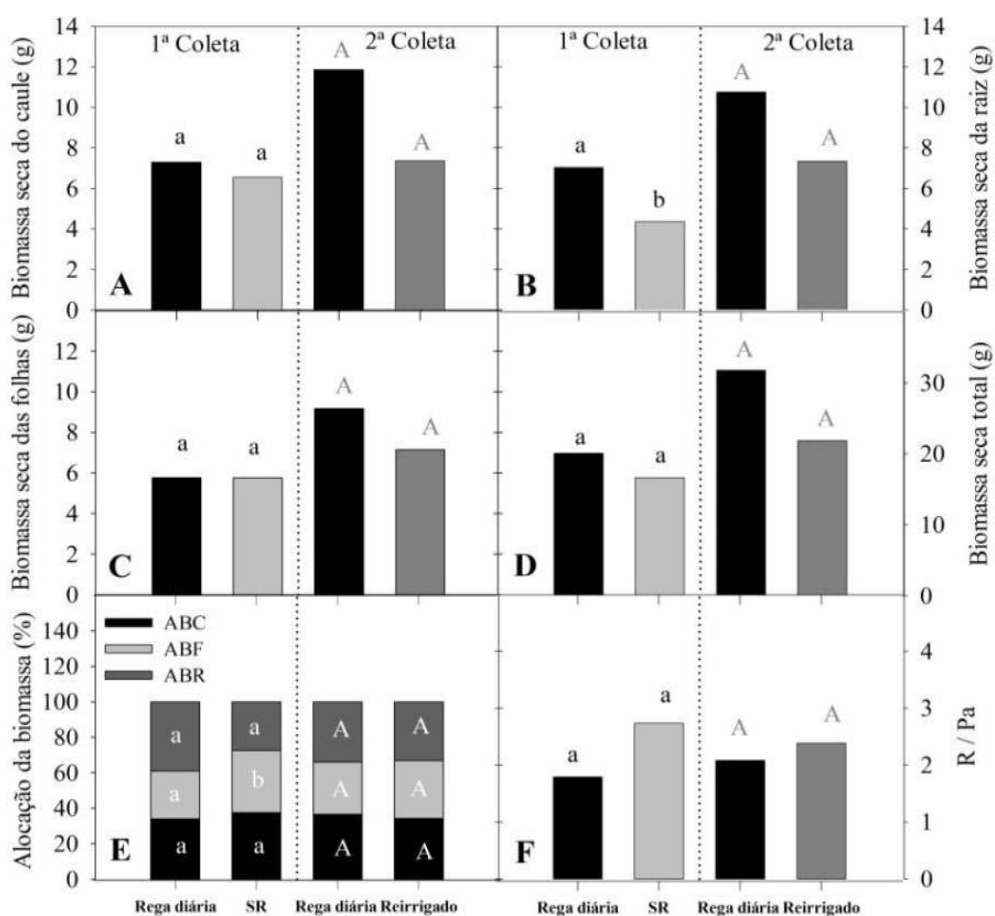 1ª Coleta
2ª Coleta
1ª Coleta
2ª Coleta
Biomassa seca do caule (g)
14
12
10
8
6
4
2
0
a
a
A
A
A
a
b
A
A
B
14
12
10
8
6
4
2
0
Biomassa seca da raiz (g)
Biomassa seca das folhas (g)
12
10
8
6
4
2
0
a
a
A
A
C
a
a
A
A
D
30
20
10
0
Biomassa seca total (g)
Alocação da biomassa (%)
140
120
100
80
60
40
20
0
ABC
ABF
ABR
a
a
A
A
a
b
A
A
a
a
A
A
E
a
a
A
A
F
4
3
2
1
0
R / Pa
Rega diária
SR
Rega diária
Reirrigado
Rega diária
SR
Rega diária
Reirrigado